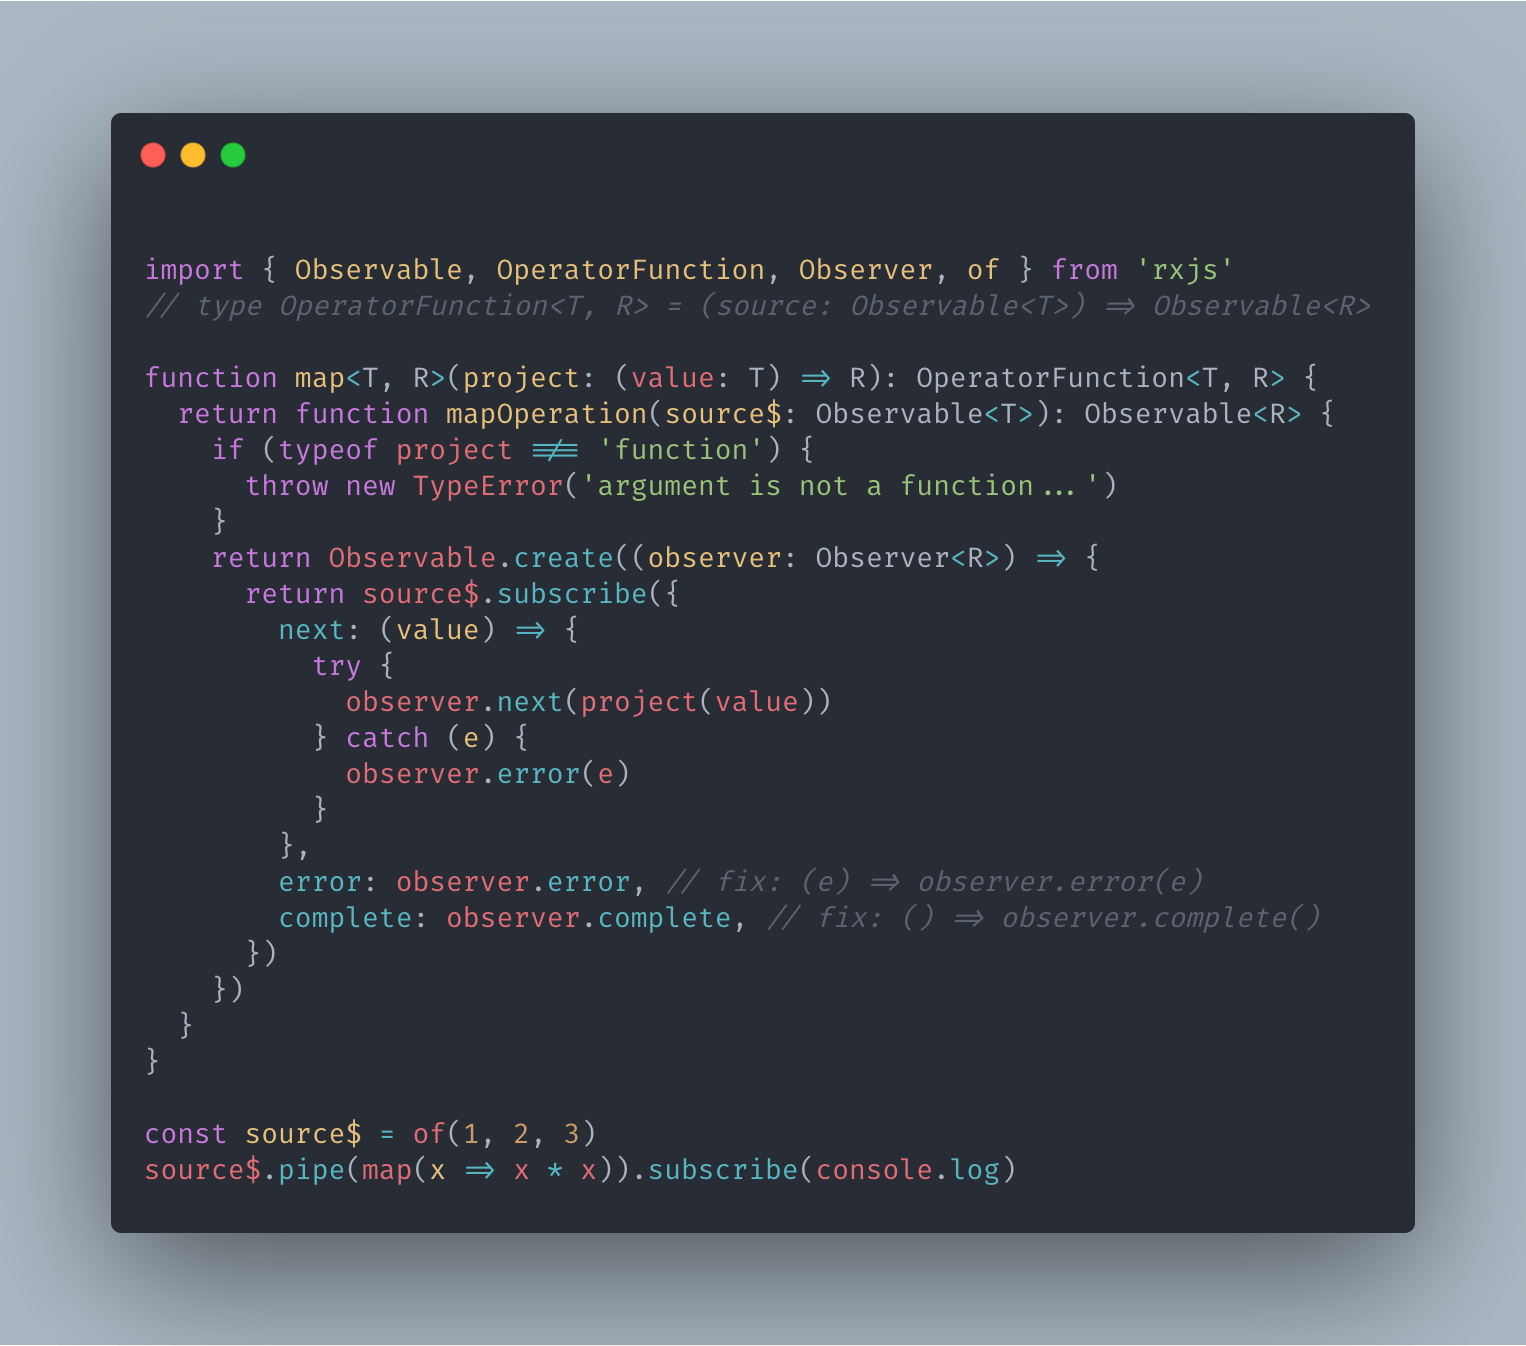 import { Observable, OperatorFunction, Observer, of } from 'rxjs'
// type OperatorFunction<T, R> = (source: Observable<T>) => Observable<R>

function map<T, R>(project: (value: T) => R): OperatorFunction<T, R> {
  return function mapOperation(source$: Observable<T>): Observable<R> {
    if (typeof project !== 'function') {
      throw new TypeError('argument is not a function...')
    }
    return Observable.create((observer: Observer<R>) => {
      return source$.subscribe({
        next: (value) => {
          try {
            observer.next(project(value))
          } catch (e) {
            observer.error(e)
          }
        },
        error: observer.error, // fix: (e) => observer.error(e)
        complete: observer.complete, // fix: () => observer.complete()
      })
    })
  }
}

const source$ = of(1, 2, 3)
source$.pipe(map(x => x * x)).subscribe(console.log)